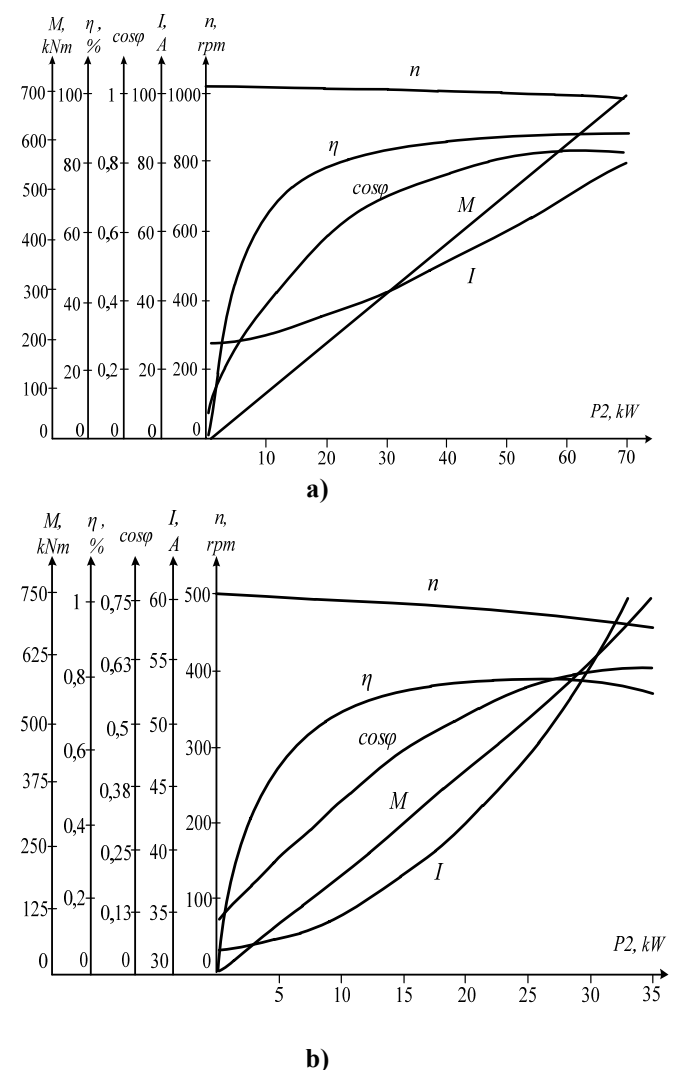 M, η , cosφ I, n,
kNm % A rpm
n
700 100 1 100 1000
600
η
80 0,8 80 800
500
cosφ
M
400 60 0,6 60 600
I
300 40 0,4 40 400
200
20 0,2 20 200
100
P2, kW
0 0 0 0 0
10 20 30 40 50 60 70
a)
M, η , cosφ I, n,
kNm % A rpm
n
750 1 0,75 60 500
625 0,63 55
0,8 400
η
500 0,5 50
cosφ
0,6 300
375 0,38 45
M
0,4 200
250 0,25 40
I
125 0,2 0,13 35 100
P2, kW
0 0 0 30 0
5 10 15 20 25 30 35
b)